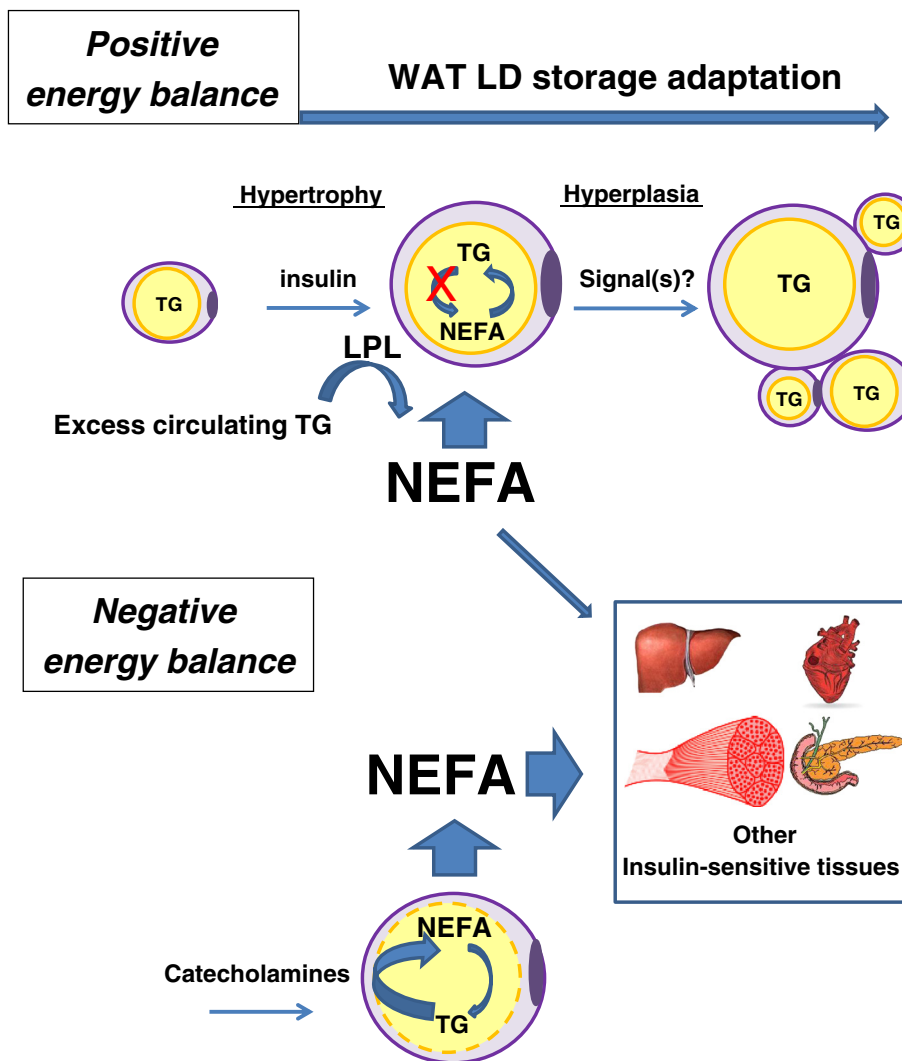 Positive
energy balance
WAT LD storage adaptation
Hypertrophy
Hyperplasia
TG
insulin
TG
X
NEFA
Signal(s)?
TG
TG
TG
TG
LPL
Excess circulating TG
NEFA
Negative
energy balance
NEFA
Other
Insulin-sensitive tissues
Catecholamines
NEFA
TG